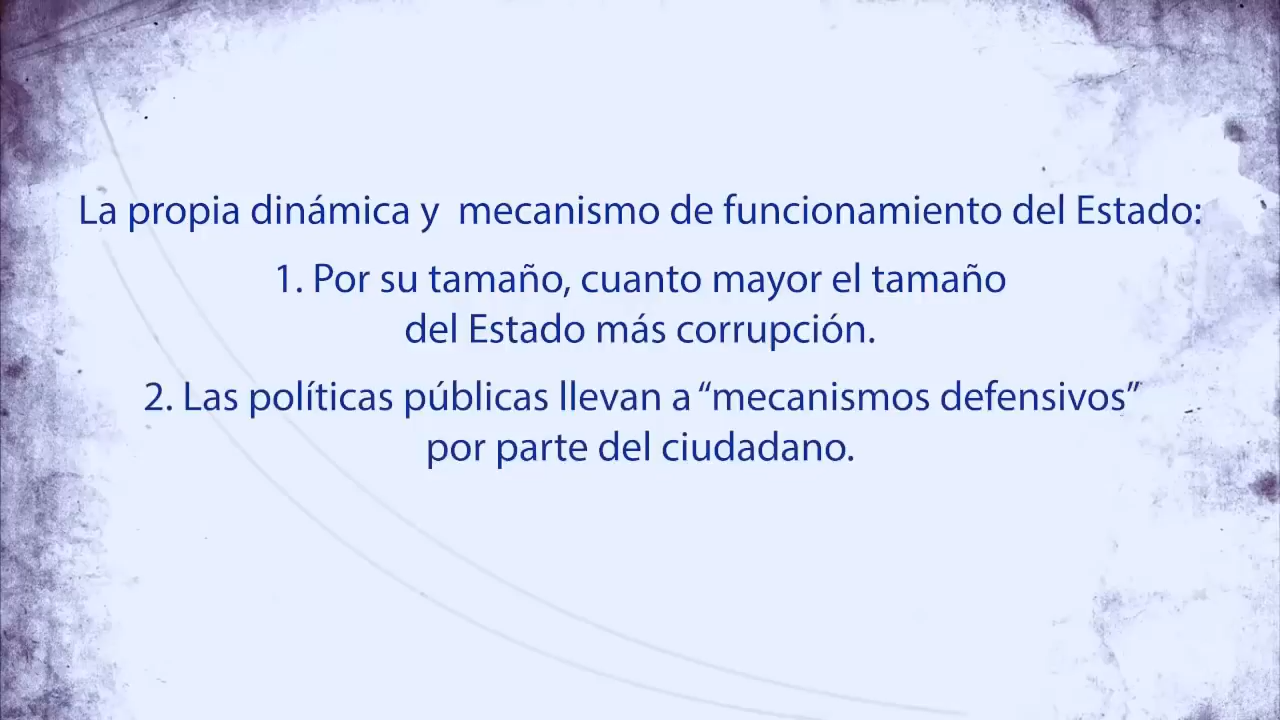 La propia dinámica y  mecanismo de funcionamiento del Estado:
1. Por su tamaño, cuanto mayor el tamaño
del Estado más corrupción.
2. Las políticas públicas llevan a “mecanismos defensivos”
por parte del ciudadano.